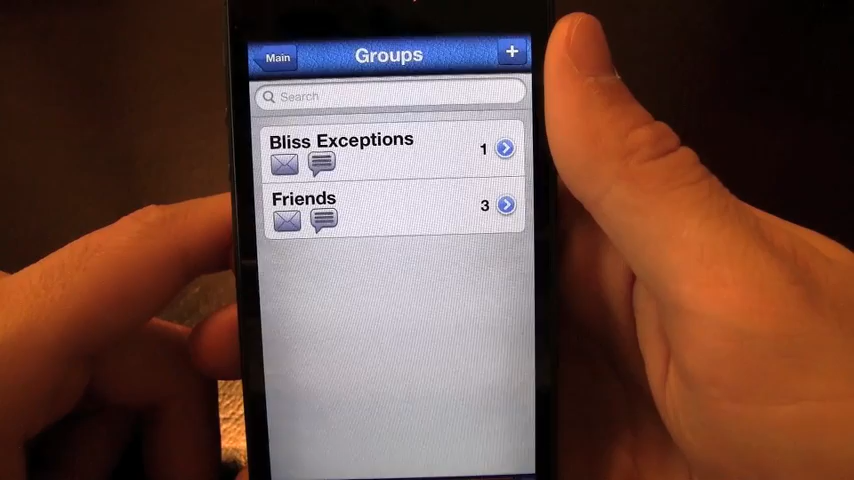 Main
Groups
+
Search
Bliss Exceptions
1
Friends
3